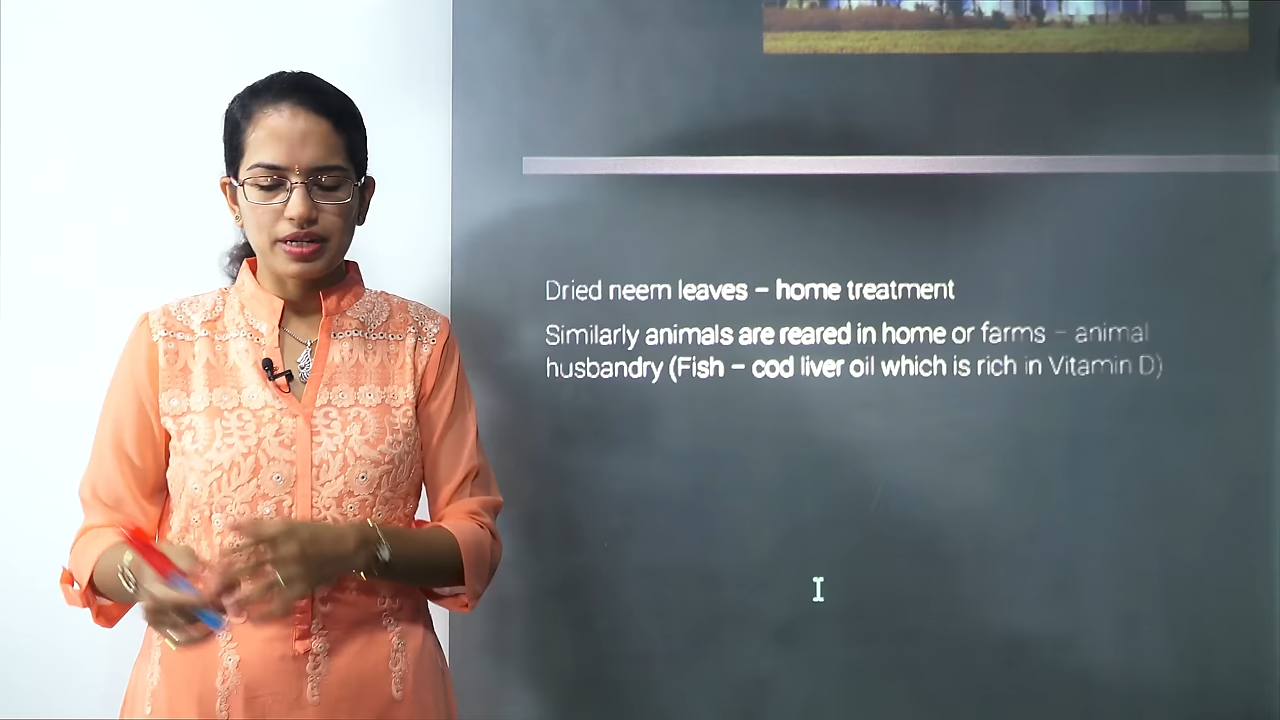 Dried neem leaves – home treatment
Similarly animals are reared in home or farms – animal
husbandry (Fish – cod liver oil which is rich in Vitamin D)